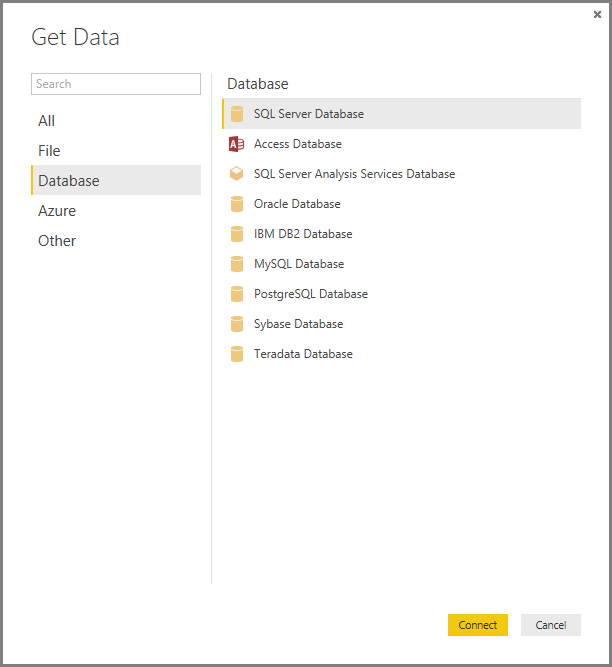 Get Data
Search
All
File
Database
Azure
Other
Database
SQL Server Database
Access Database
SQL Server Analysis Services Database
Oracle Database
IBM DB2 Database
MySQL Database
PostgreSQL Database
Sybase Database
Teradata Database
Connect
Cancel